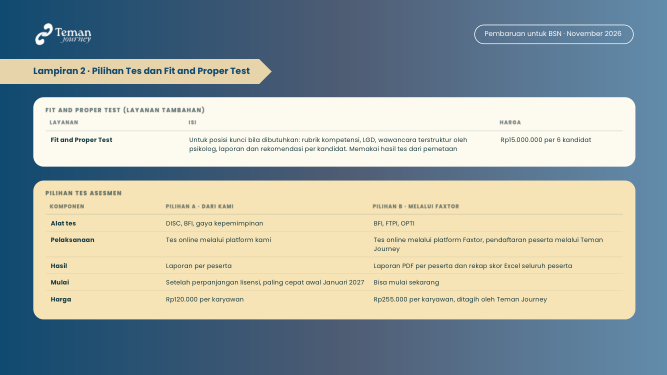 Teman
Journey
Pembaruan untuk BSN · November 2026
Lampiran 2 · Pilihan Tes dan Fit and Proper Test
FIT AND PROPER TEST (LAYANAN TAMBAHAN)
LAYANAN ISI HARGA
Fit and Proper Test Untuk posisi kunci bila dibutuhkan: rubrik kompetensi, LGD, wawancara terstruktur oleh Rp15.000.000 per 6 kandidat
psikolog, laporan dan rekomendasi per kandidat. Memakai hasil tes dari pemetaan
PILIHAN TES ASESMEN
KOMPONEN PILIHAN A · DARI KAMI PILIHAN B · MELALUI FAXTOR
Alat tes DISC, BFI, gaya kepemimpinan BFI, FTPI, OPTI
Pelaksanaan Tes online melalui platform kami Tes online melalui platform Faxtor, pendaftaran peserta melalui Teman
Journey
Hasil Laporan per peserta Laporan PDF per peserta dan rekap skor Excel seluruh peserta
Mulai Setelah perpanjangan lisensi, paling cepat awal Januari 2027 Bisa mulai sekarang
Harga Rp120.000 per karyawan Rp255.000 per karyawan, ditagih oleh Teman Journey